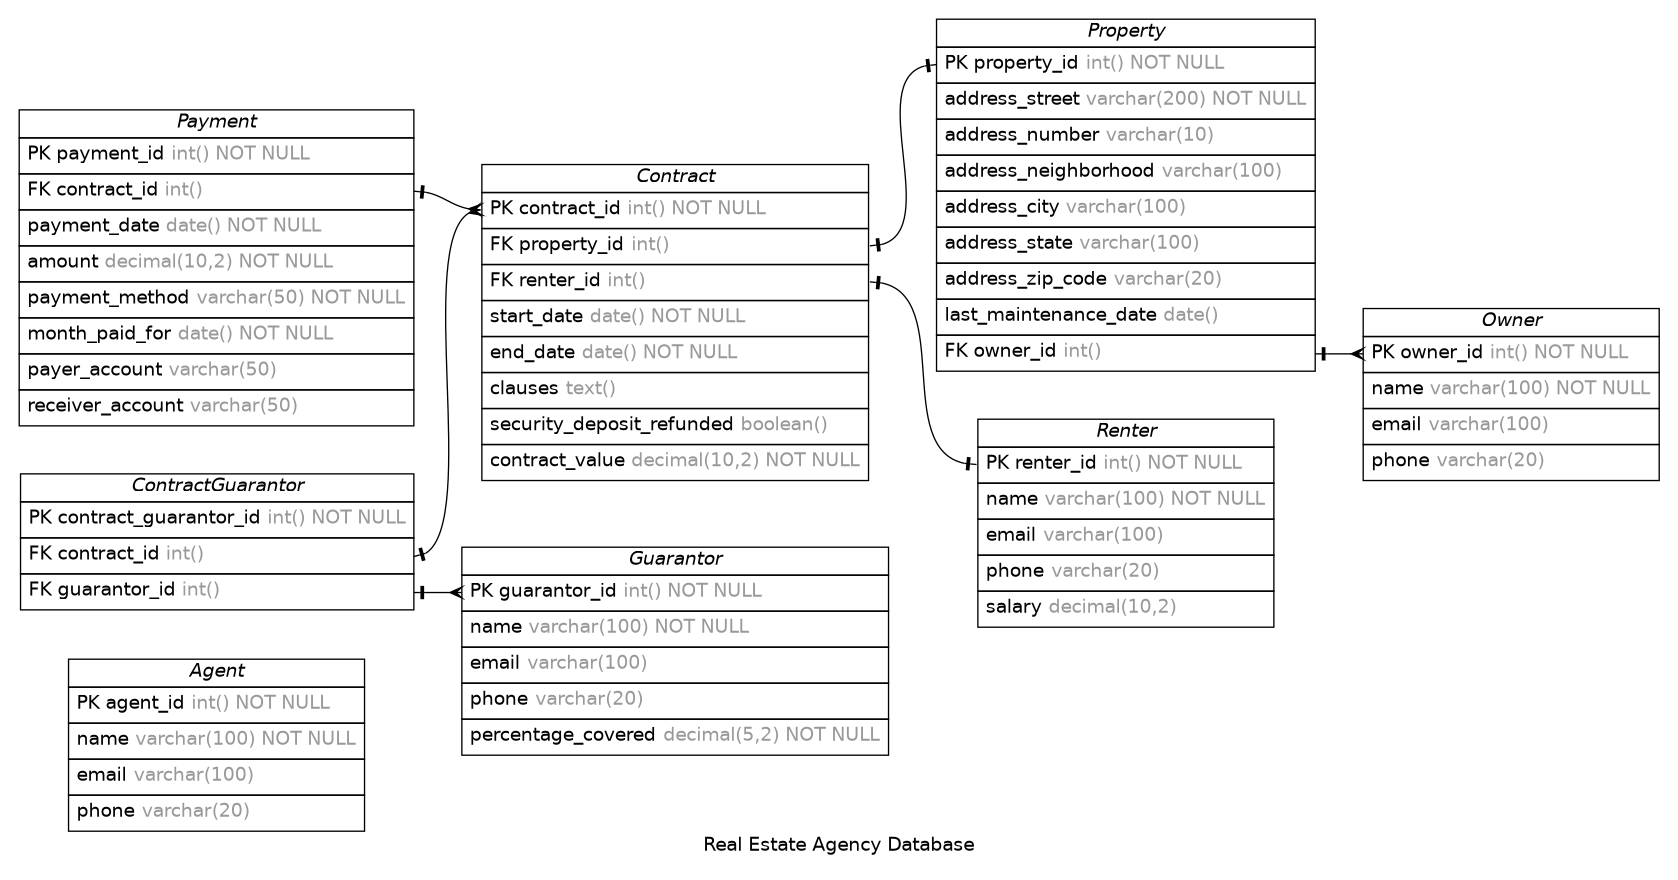 Payment
PK payment_id int() NOT NULL
FK contract_id int()
payment_date date() NOT NULL
amount decimal(10,2) NOT NULL
payment_method varchar(50) NOT NULL
month_paid_for date() NOT NULL
payer_account varchar(50)
receiver_account varchar(50)
ContractGuarantor
PK contract_guarantor_id int() NOT NULL
FK contract_id int()
FK guarantor_id int()
Agent
PK agent_id int() NOT NULL
name varchar(100) NOT NULL
email varchar(100)
phone varchar(20)
Contract
PK contract_id int() NOT NULL
FK property_id int()
FK renter_id int()
start_date date() NOT NULL
end_date date() NOT NULL
clauses text()
security_deposit_refunded boolean()
contract_value decimal(10,2) NOT NULL
Guarantor
PK guarantor_id int() NOT NULL
name varchar(100) NOT NULL
email varchar(100)
phone varchar(20)
percentage_covered decimal(5,2) NOT NULL
Property
PK property_id int() NOT NULL
address_street varchar(200) NOT NULL
address_number varchar(10)
address_neighborhood varchar(100)
address_city varchar(100)
address_state varchar(100)
address_zip_code varchar(20)
last_maintenance_date date()
FK owner_id int()
Renter
PK renter_id int() NOT NULL
name varchar(100) NOT NULL
email varchar(100)
phone varchar(20)
salary decimal(10,2)
Owner
PK owner_id int() NOT NULL
name varchar(100) NOT NULL
email varchar(100)
phone varchar(20)
Real Estate Agency Database